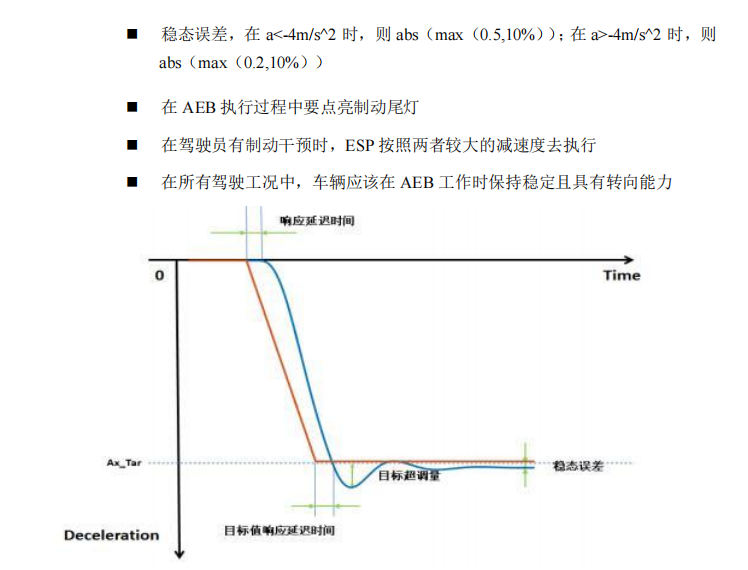 ■ 稳态误差，在 a<-4m/s^2 时，则 abs（max（0.5,10%））；在 a>-4m/s^2 时，则
abs（max（0.2,10%））
■ 在 AEB 执行过程中要点亮制动尾灯
■ 在驾驶员有制动干预时，ESP 按照两者较大的减速度去执行
■ 在所有驾驶工况中，车辆应该在 AEB 工作时保持稳定且具有转向能力
响应延迟时间
0
Time
Ax_Tar
目标超调量
稳态误差
目标值响应延迟时间
Deceleration